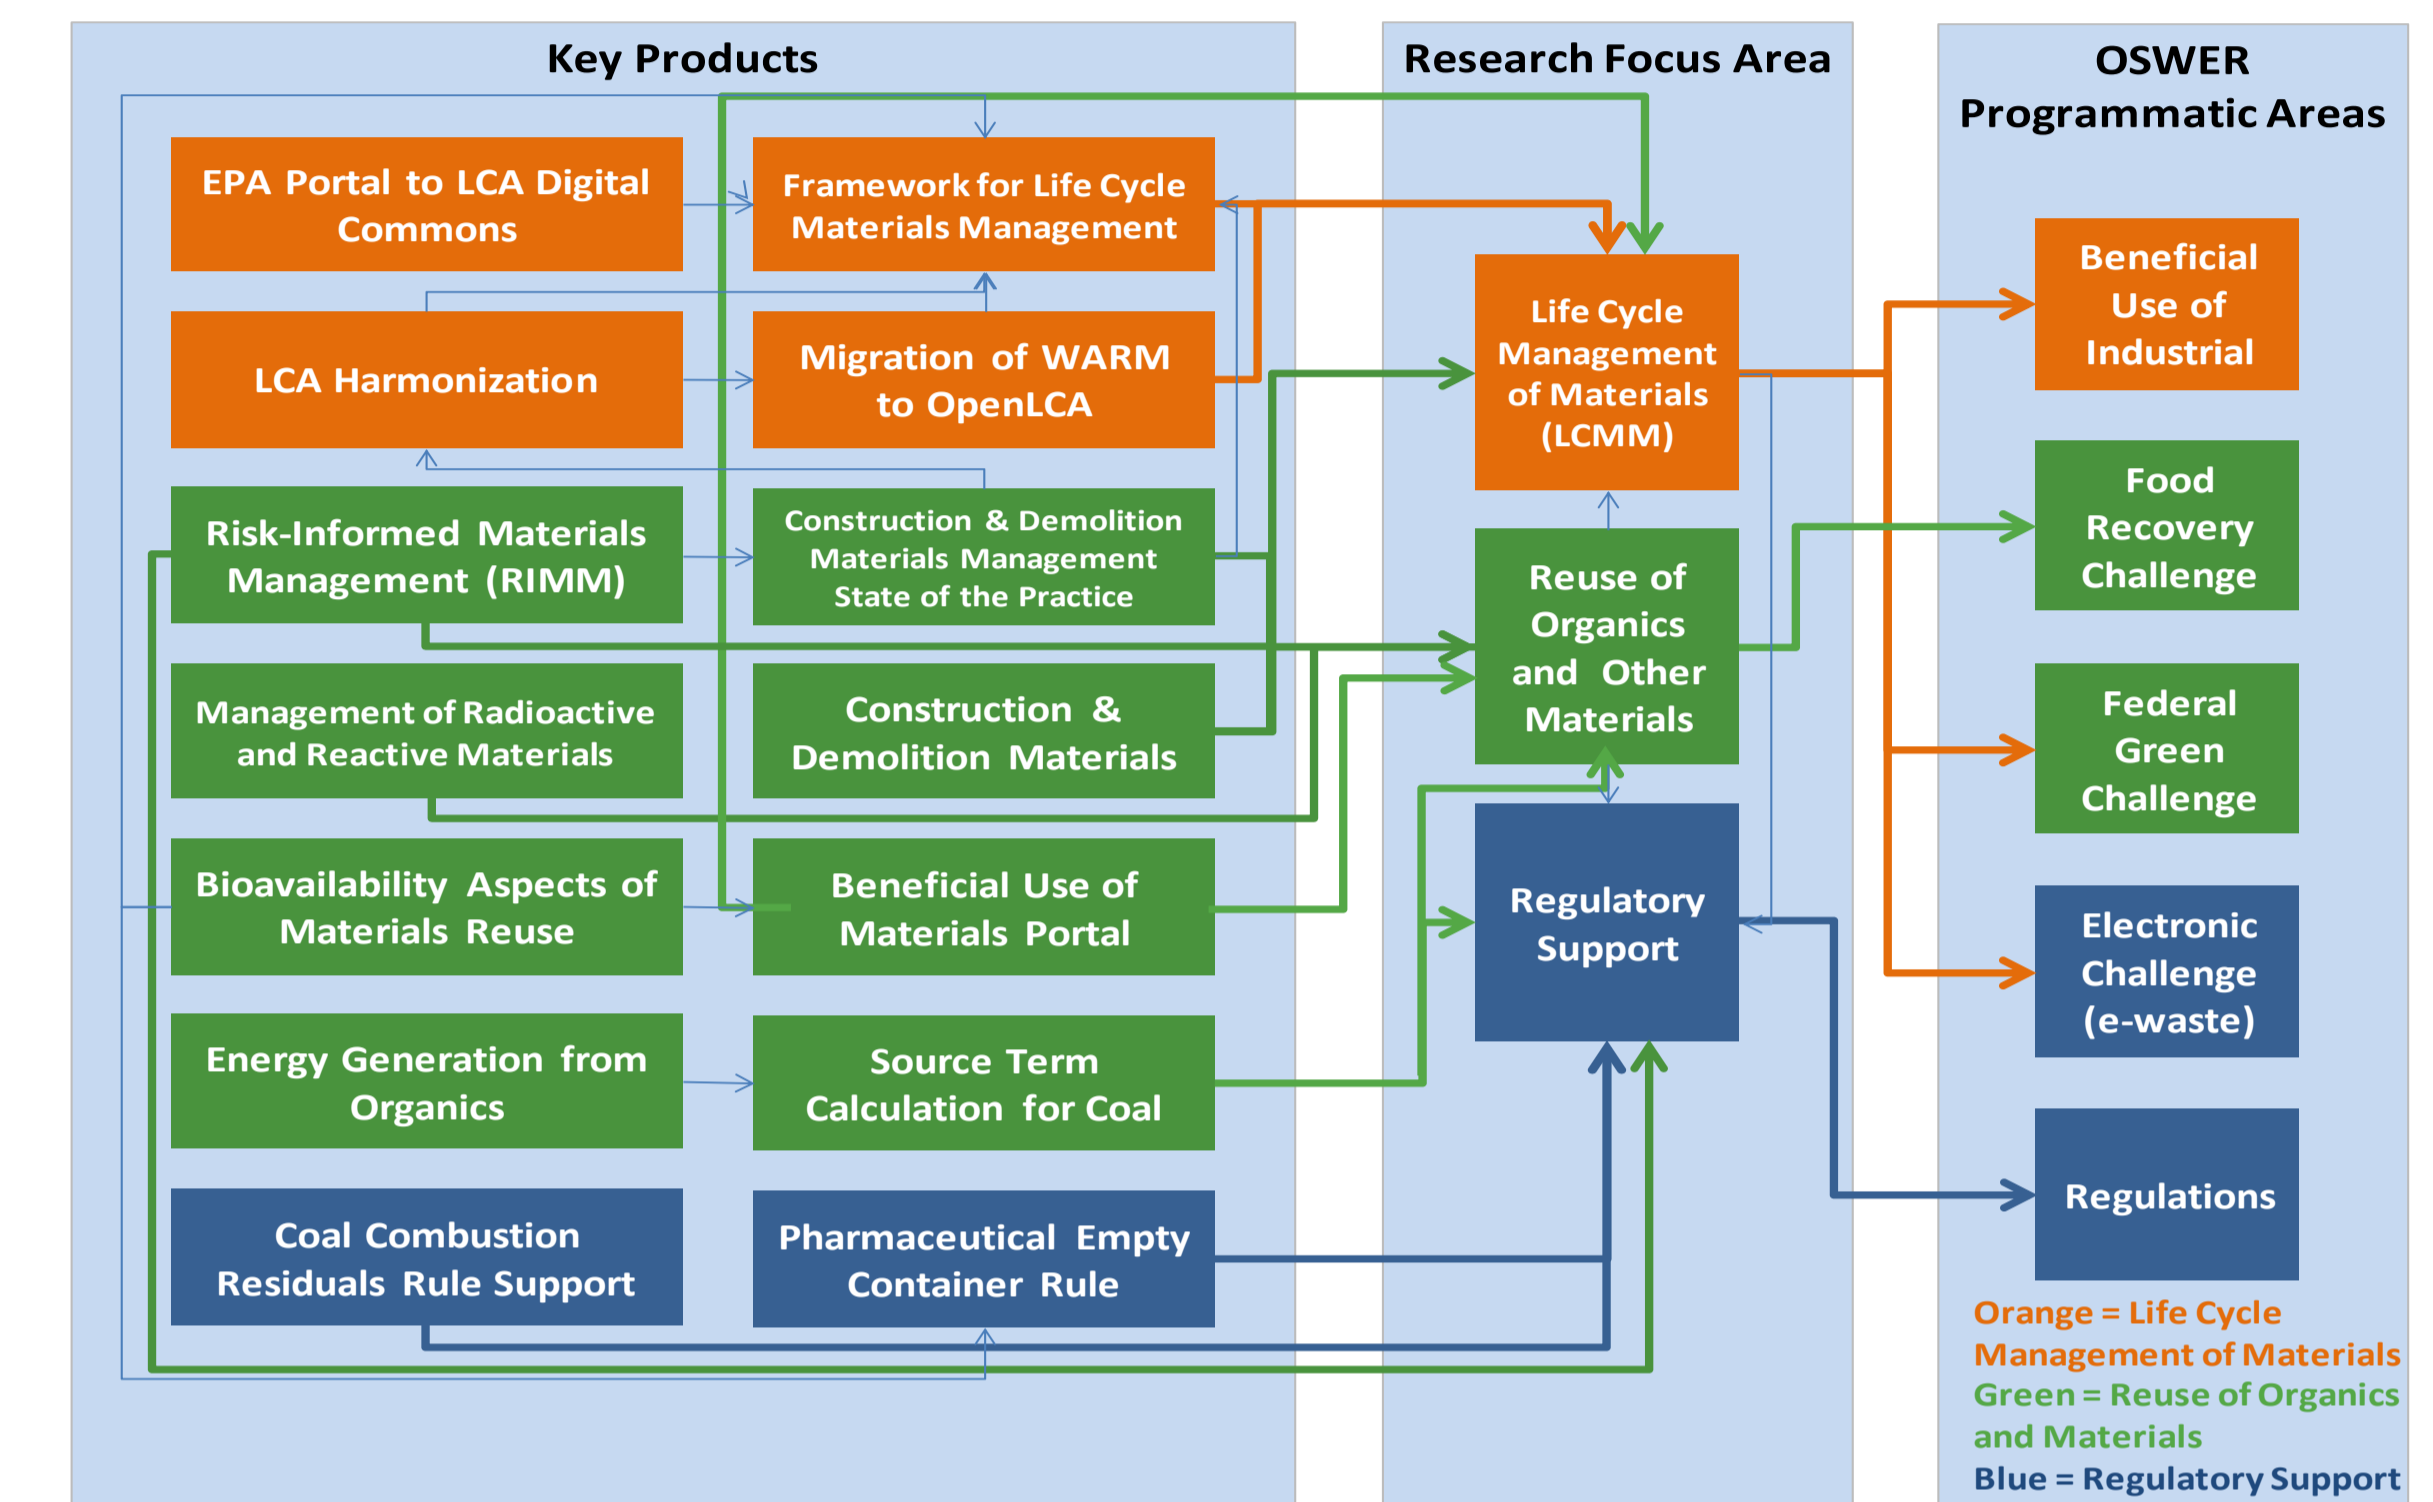 Key Products
EPA Portal to LCA Digital
Commons
Framework for Life Cycle
Materials Management
LCA Harmonization
Migration of WARM
to OpenLCA
Risk-Informed Materials
Management (RIMM)
Construction & Demolition
Materials Management
State of the Practice
Management of Radioactive
and Reactive Materials
Construction &
Demolition Materials
Bioavailability Aspects of
Materials Reuse
Beneficial Use of
Materials Portal
Energy Generation from
Organics
Source Term
Calculation for Coal
Coal Combustion
Residuals Rule Support
Pharmaceutical Empty
Container Rule
Research Focus Area
Life Cycle
Management
of Materials
(LCMM)
Reuse of
Organics
and Other
Materials
Regulatory
Support
OSWER
Programmatic Areas
Beneficial
Use of
Industrial
Food
Recovery
Challenge
Federal
Green
Challenge
Electronic
Challenge
(e-waste)
Regulations
Orange = Life Cycle
Management of Materials
Green = Reuse of Organics
and Materials
Blue = Regulatory Support